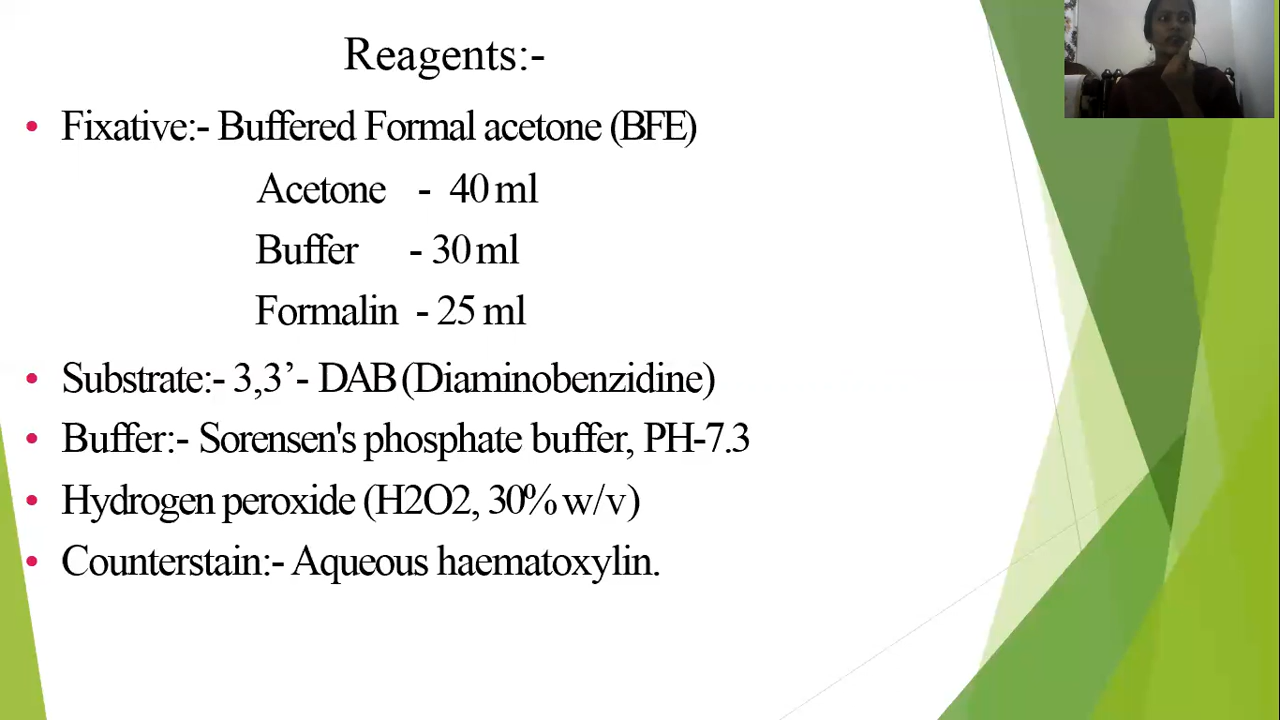 Reagents:-
• Fixative:- Buffered Formal acetone (BFE)
Acetone - 40 ml
Buffer - 30 ml
Formalin - 25 ml
• Substrate:- 3,3’- DAB (Diaminobenzidine)
• Buffer:- Sorensen's phosphate buffer, PH-7.3
• Hydrogen peroxide (H2O2, 30% w/v)
• Counterstain:- Aqueous haematoxylin.